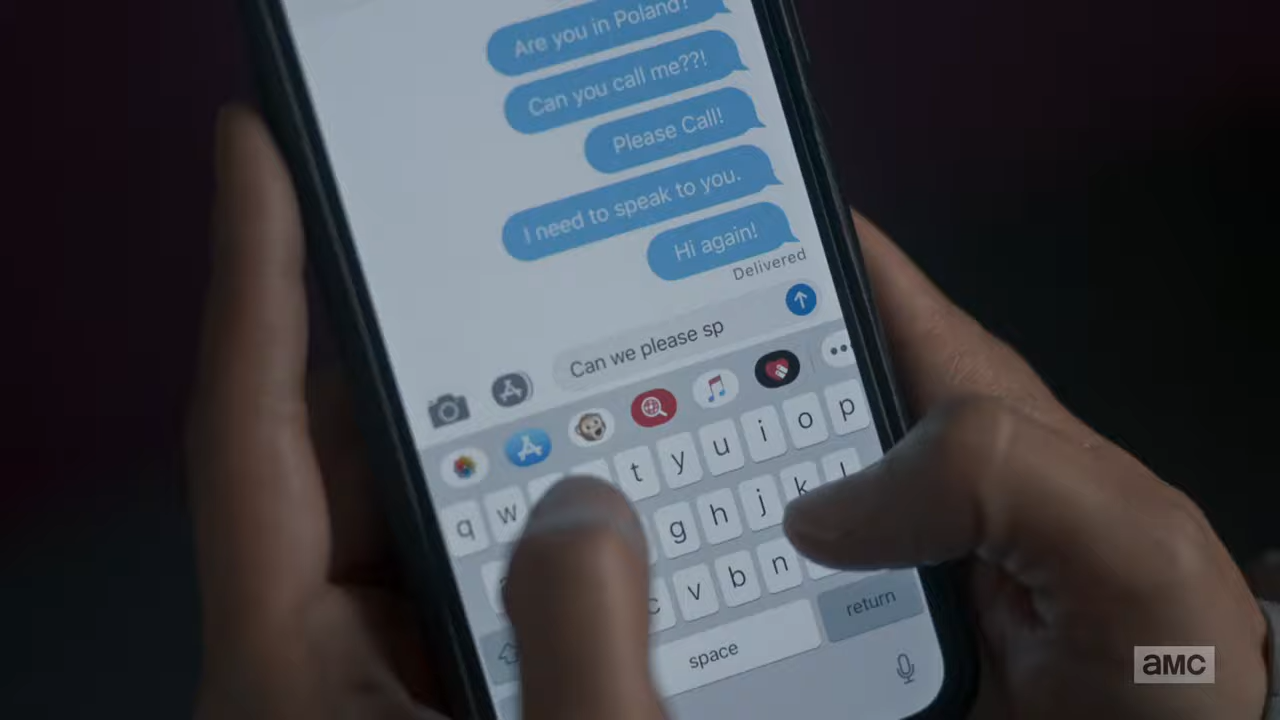 Are you in Poland?
Can you call me??!
Please Call!
I need to speak to you.
Hi again!
Delivered
Can we please sp
q w t y u i o p
g h j k l
c v b n
space return
amc